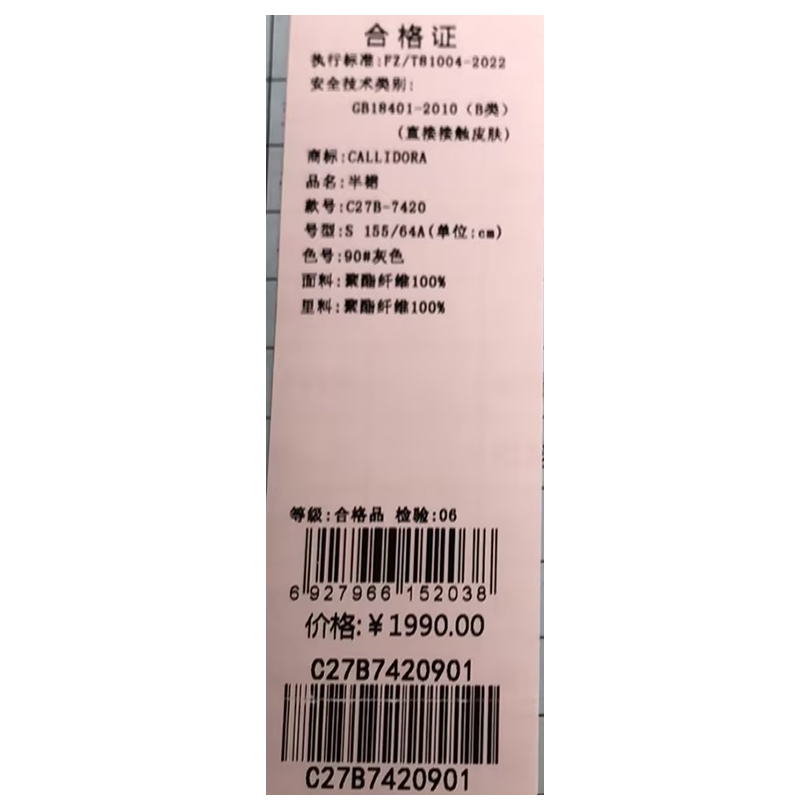 合格证
执行标准:FZ/T81004-2022
安全技术类别:
GB18401-2010（B类）
(直接接触皮肤)
商标:CALLIDORA
品名:半裙
款号:C27B-7420
号型:S 155/64A(单位:cm)
色号:90#灰色
面料:聚酯纤维100%
里料:聚酯纤维100%
等级:合格品 检验:06
6 927966 152038
价格:￥1990.00
C27B7420901
C27B7420901